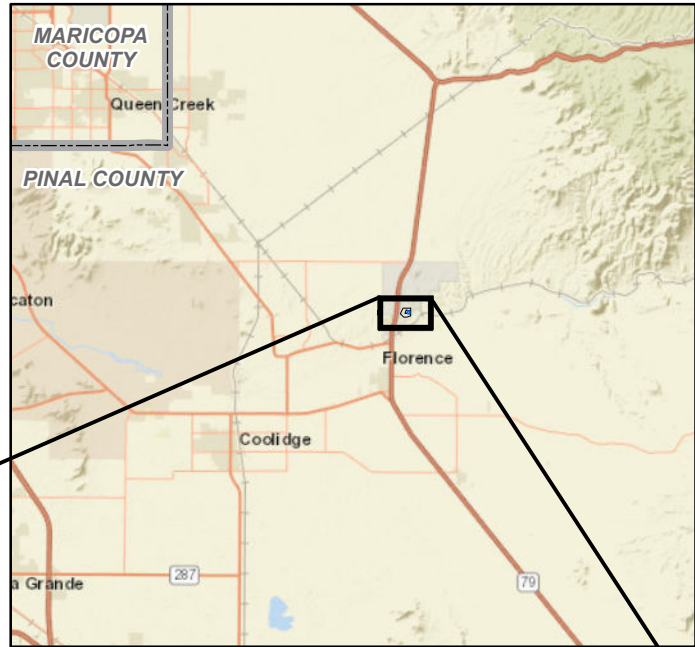 MARICOPA
COUNTY
Queen Creek
PINAL COUNTY
caton
Florence
Coolidge
a Grande
287
79